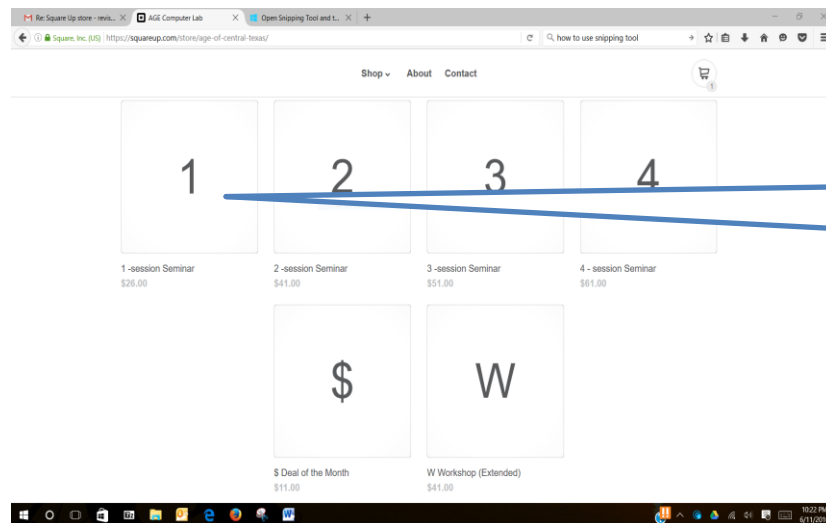 Re: Square Up store - revis...
AGE Computer Lab
Open Snipping Tool and t...
Square, Inc. (US) https://squareup.com/store/age-of-central-texas/
how to use snipping tool
Shop About Contact
1
1 2 3 4
1 -session Seminar 2 -session Seminar 3 -session Seminar 4 - session Seminar
$26.00 $41.00 $51.00 $61.00
$ W
$ Deal of the Month W Workshop (Extended)
$11.00 $41.00
10:22 PM